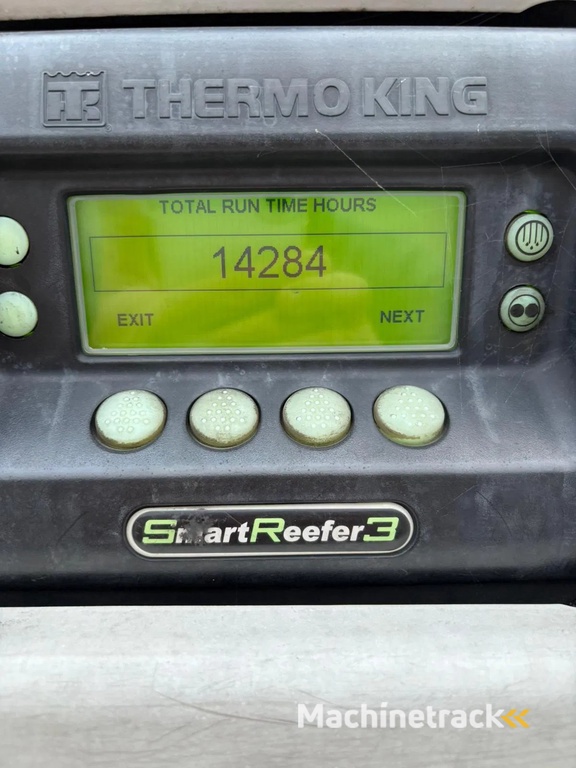 THERMO KING
TOTAL RUN TIME HOURS
14284
EXIT NEXT
SmartReefer3
Machinetrack